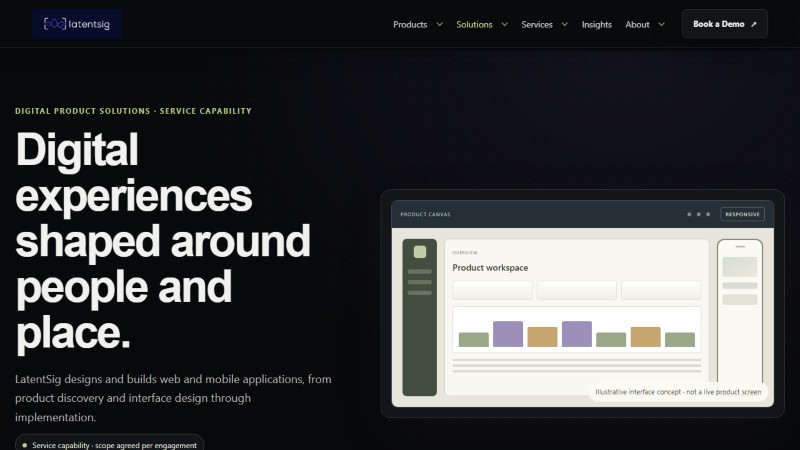 latentsig
Products Solutions Services Insights About Book a Demo ↗
DIGITAL PRODUCT SOLUTIONS · SERVICE CAPABILITY
Digital
experiences
shaped around
people and
place.
LatentSig designs and builds web and mobile applications, from
product discovery and interface design through
implementation.
Service capability · scope agreed per engagement
PRODUCT CANVAS
RESPONSIVE
OVERVIEW
Product workspace
Illustrative interface concept · not a live product screen